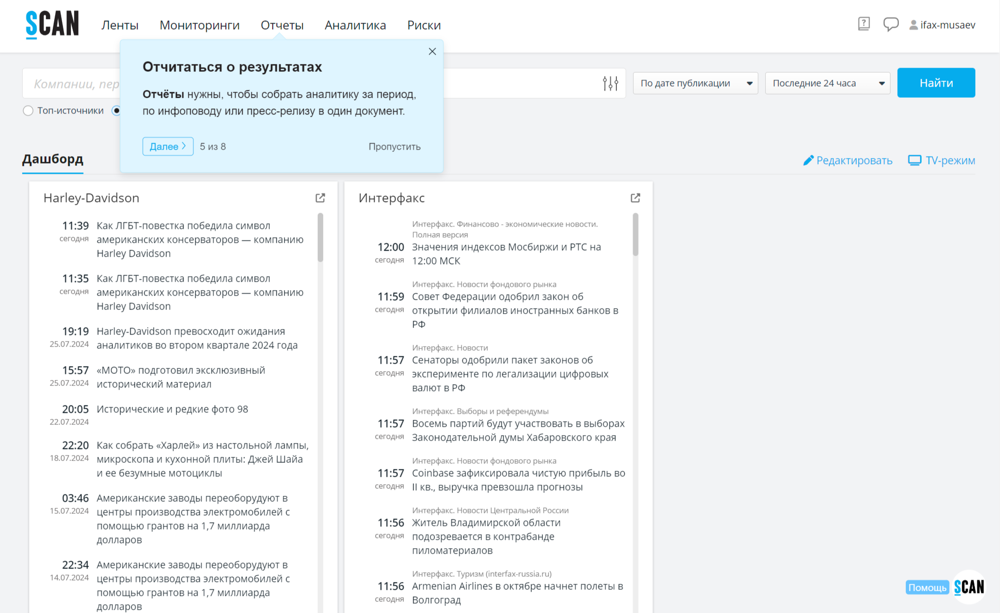 SCAN
Ленты
Мониторинги
Отчеты
Аналитика
Риски
ifax-musaev
Отчитаться о результатах
Отчёты нужны, чтобы собрать аналитику за период,
по инфоповоду или пресс-релизу в один документ.
Далее
5 из 8
Пропустить
Компании, пер
По дате публикации
Последние 24 часа
Найти
Топ-источники
Дашборд
Редактировать
TV-режим
Harley-Davidson
11:39
сегодня
Как ЛГБТ-повестка победила символ
американских консерваторов — компанию
Harley Davidson
11:35
сегодня
Как ЛГБТ-повестка победила символ
американских консерваторов — компанию
Harley Davidson
19:19
25.07.2024
Harley-Davidson превосходит ожидания
аналитиков во втором квартале 2024 года
15:57
25.07.2024
«МОТО» подготовил эксклюзивный
исторический материал
20:05
22.07.2024
Исторические и редкие фото 98
22:20
18.07.2024
Как собрать «Харлей» из настольной лампы,
микроскопа и кухонной плиты: Джей Шайа
и ее безумные мотоциклы
03:46
15.07.2024
Американские заводы переоборудуют в
центры производства электромобилей с
помощью грантов на 1,7 миллиарда
долларов
22:34
14.07.2024
Американские заводы переоборудуют в
центры производства электромобилей с
помощью грантов на 1,7 миллиарда
долларов
Интерфакс
Интерфакс. Финансово - экономические новости.
Полная версия
12:00
сегодня
Значения индексов Мосбиржи и РТС на
12:00 МСК
Интерфакс. Новости фондового рынка
11:59
сегодня
Совет Федерации одобрил закон об
открытии филиалов иностранных банков в
РФ
Интерфакс. Новости
11:57
сегодня
Сенаторы одобрили пакет законов об
эксперименте по легализации цифровых
валют в РФ
Интерфакс. Выборы и референдумы
11:57
сегодня
Восемь партий будут участвовать в выборах
Законодательной думы Хабаровского края
Интерфакс. Новости фондового рынка
11:57
сегодня
Coinbase зафиксировала чистую прибыль во
II кв., выручка превзошла прогнозы
Интерфакс. Новости Центральной России
11:56
сегодня
Житель Владимирской области
подозревается в контрабанде
пиломатериалов
Интерфакс. Туризм (interfax-russia.ru)
11:56
сегодня
Armenian Airlines в октябре начнет полеты в
Волгоград
Помощь
SCAN